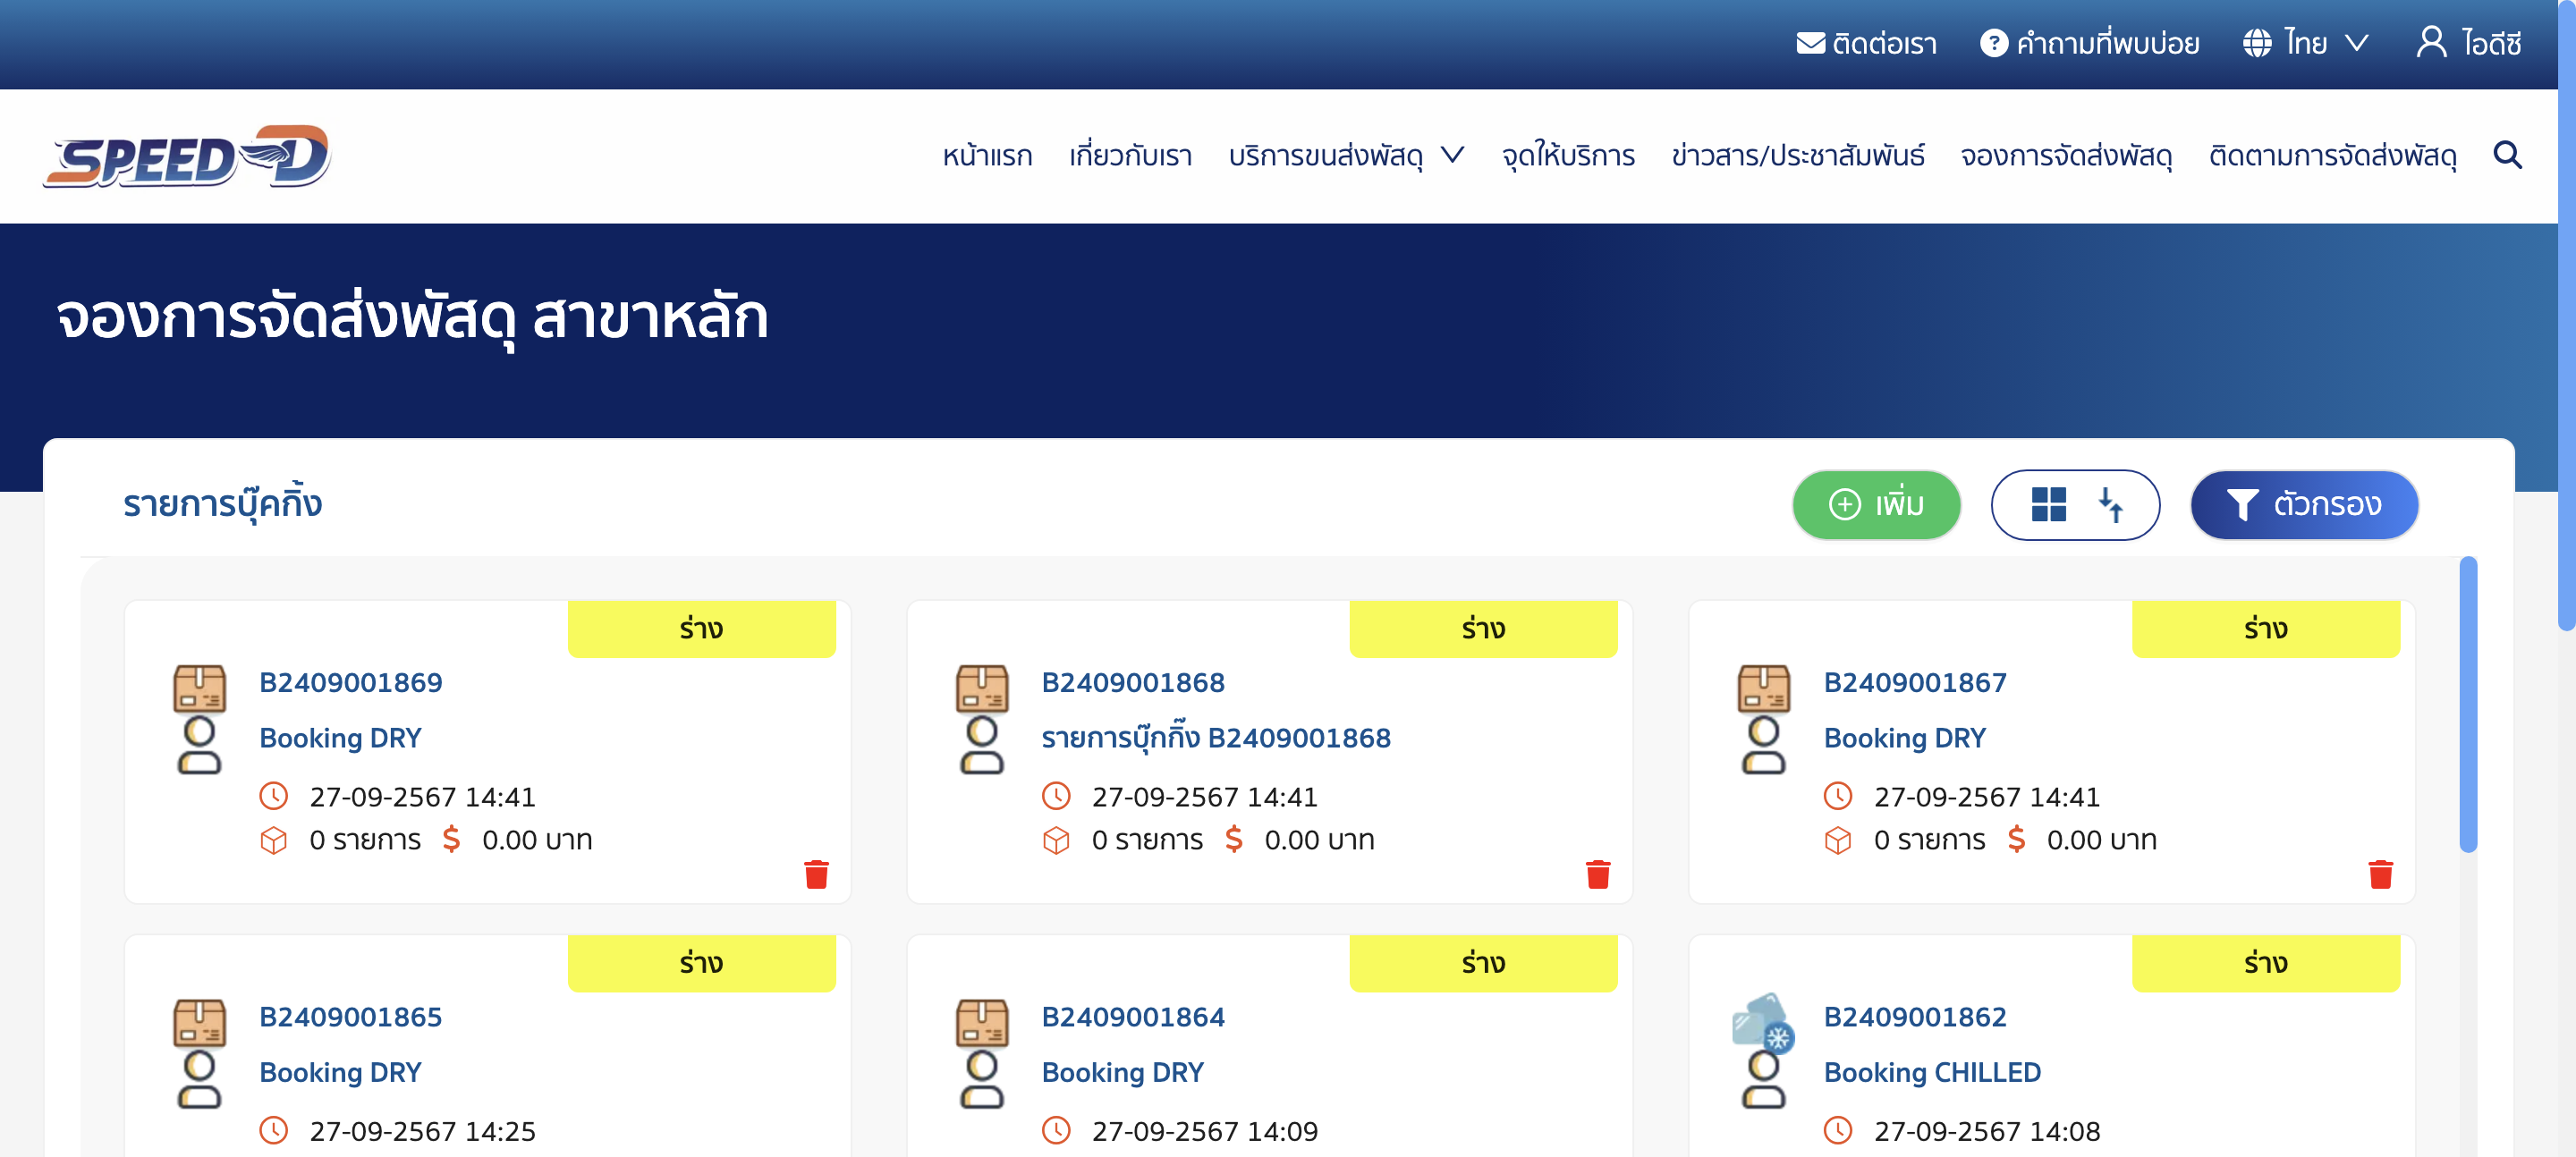 ติดต่อเรา คำถามที่พบบ่อย ไทย ไอดีซี
SPEED-D หน้าแรก เกี่ยวกับเรา บริการขนส่งพัสดุ จุดให้บริการ ข่าวสาร/ประชาสัมพันธ์ จองการจัดส่งพัสดุ ติดตามการจัดส่งพัสดุ
จองการจัดส่งพัสดุ สาขาหลัก
รายการบุ๊คกิ้ง เพิ่ม ตัวกรอง
ร่าง
B2409001869
Booking DRY
27-09-2567 14:41
0 รายการ $ 0.00 บาท
ร่าง
B2409001868
รายการบุ๊กกิ๊ง B2409001868
27-09-2567 14:41
0 รายการ $ 0.00 บาท
ร่าง
B2409001867
Booking DRY
27-09-2567 14:41
0 รายการ $ 0.00 บาท
ร่าง
B2409001865
Booking DRY
27-09-2567 14:25
ร่าง
B2409001864
Booking DRY
27-09-2567 14:09
ร่าง
B2409001862
Booking CHILLED
27-09-2567 14:08